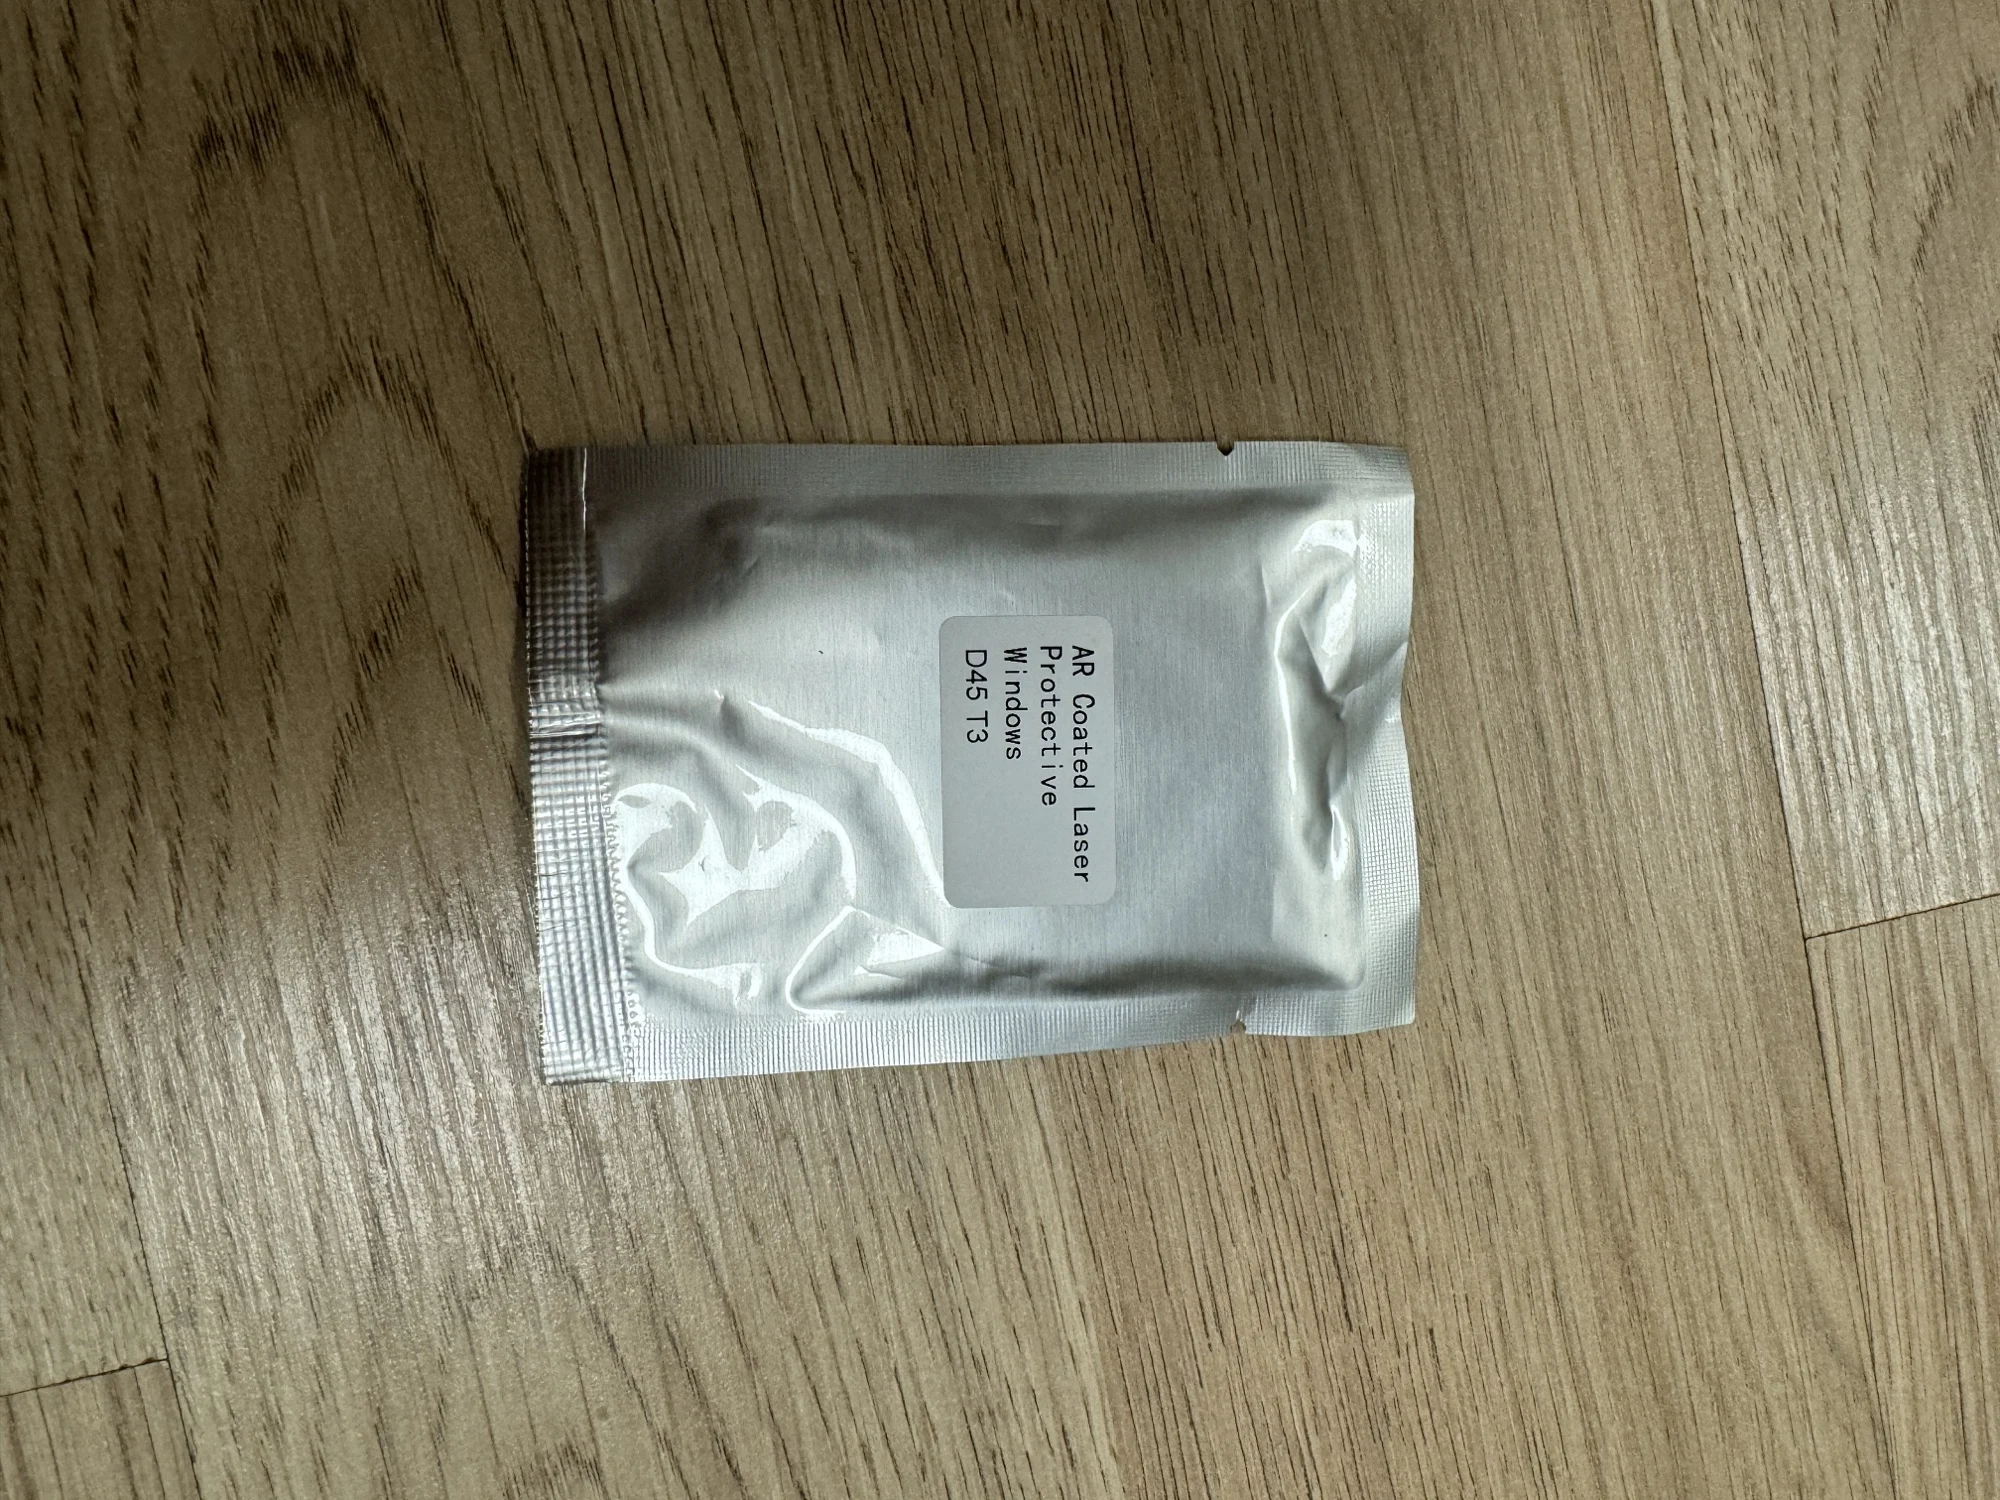 AR Coated Laser
Protective
Windows
D45 T3